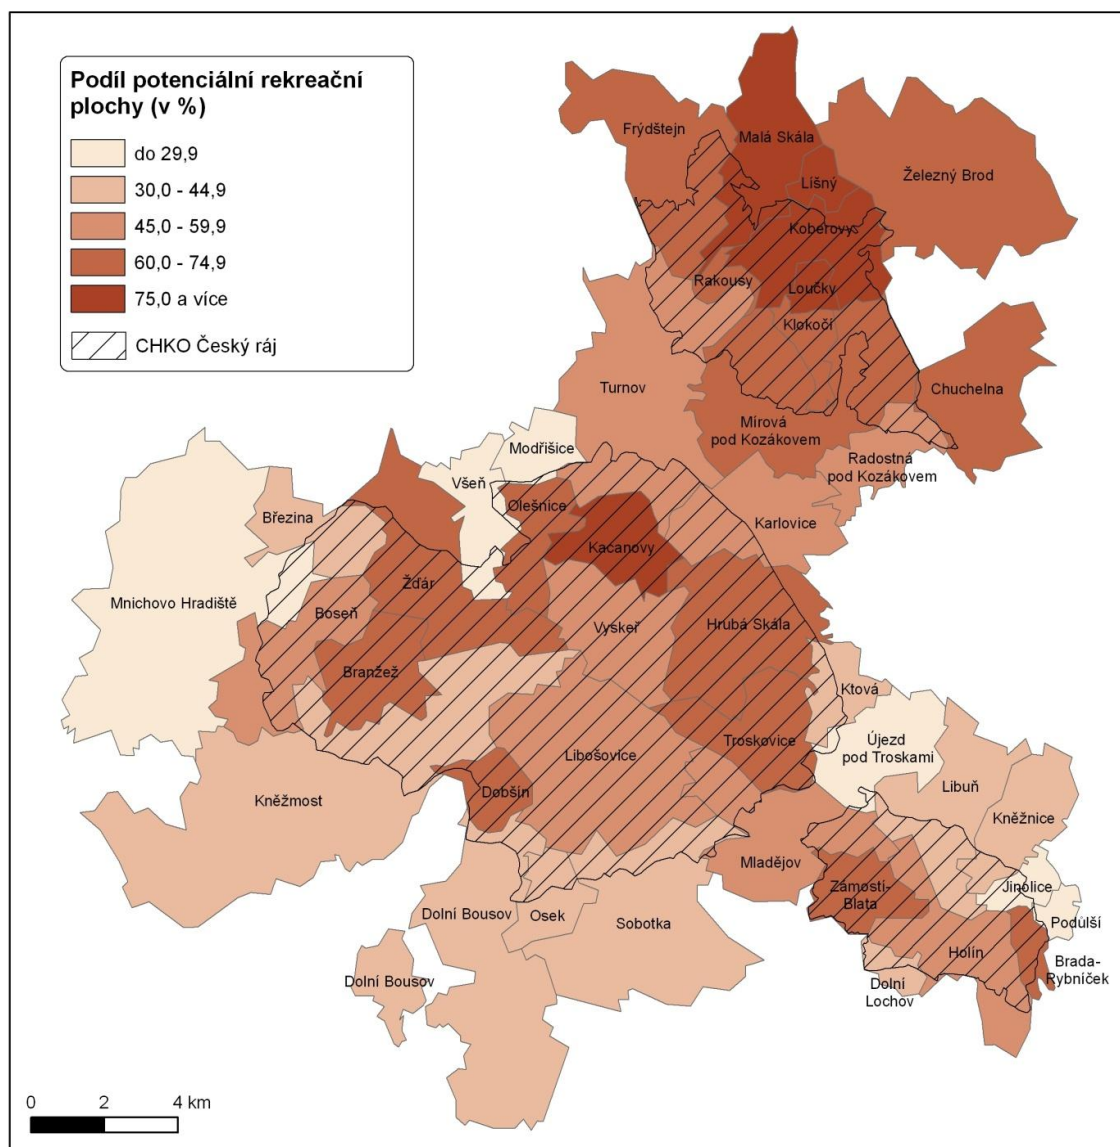 Podíl potenciální rekreační
plochy (v %)
do 29,9
30,0 - 44,9
45,0 - 59,9
60,0 - 74,9
75,0 a více
CHKO Český ráj
Frýdštejn
Malá Skála
Líšný
Železný Brod
Koberovy
Rakousy
Loučky
Klokočí
Turnov
Chuchelna
Mírová
pod Kozákovem
Radostná
pod Kozákovem
Modřišice
Všeň
Olešnice
Březina
Karlovice
Kacanovy
Žďár
Mnichovo Hradiště
Boseň
Vyskeř
Hrubá Skála
Branžež
Ktová
Troskovice
Újezd
pod Troskami
Libošovice
Libuň
Kněžmost
Dobšín
Kněžnice
Mladějov
Zámostí-
Blata
Jinolice
Dolní Bousov
Osek
Sobotka
Podůlší
Holín
Brada-
Rybníček
Dolní
Lochov
Dolní Bousov
0 2 4 km